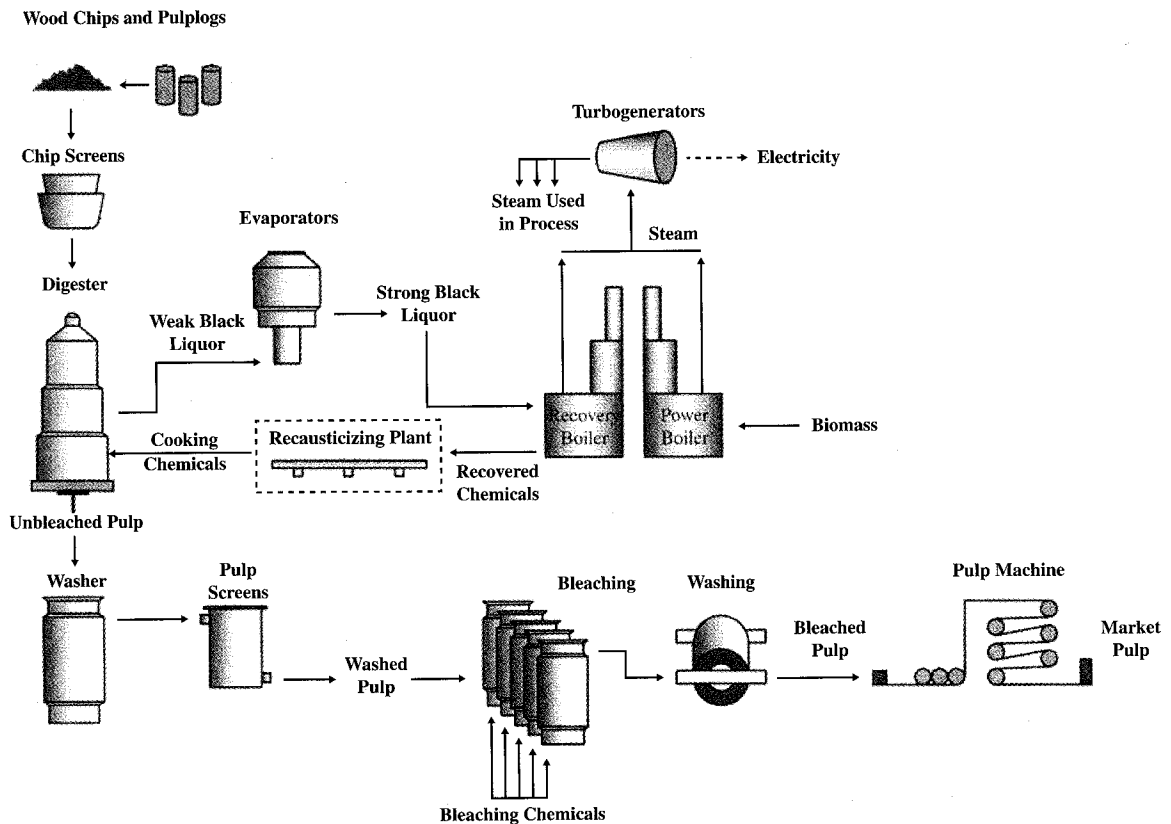 Wood Chips and Pulplogs
Chip Screens
Digester
Evaporators
Weak Black
Liquor
Strong Black
Liquor
Turbogenerators
Electricity
Steam Used
in Process
Steam
Recovery
Boiler
Power
Boiler
Biomass
Cooking
Chemicals
Recausticizing Plant
Recovered
Chemicals
Unbleached Pulp
Washer
Pulp
Screens
Washed
Pulp
Bleaching
Bleaching Chemicals
Washing
Bleached
Pulp
Pulp Machine
Market
Pulp